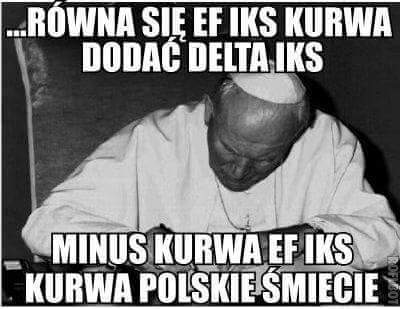 ...RÓWNA SIĘ EF IKS KURWA
DODAĆ DELTA IKS
MINUS KURWA EF IKS
KURWA POLSKIE ŚMIECIE